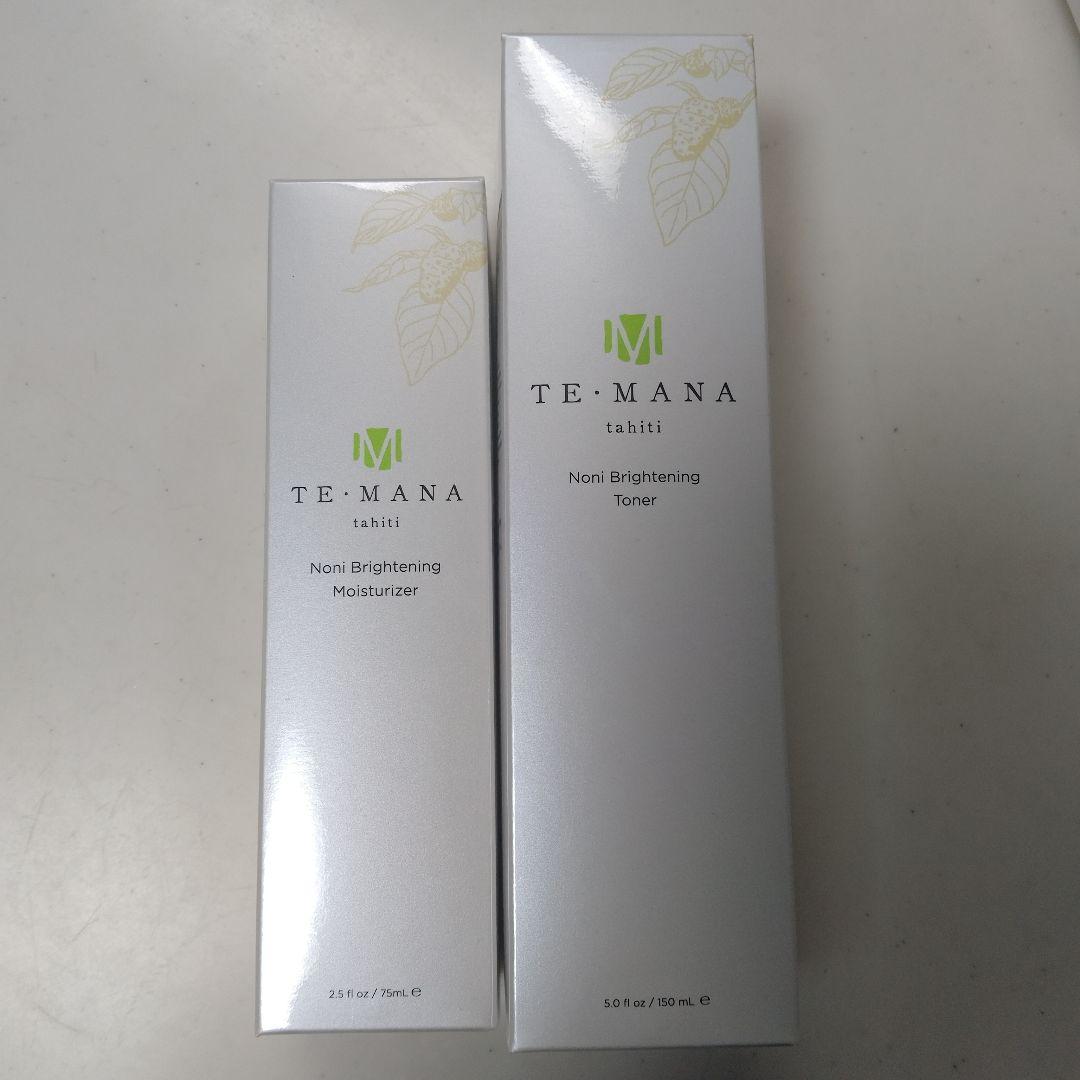 TE·MANA
tahiti
Noni Brightening
Moisturizer
2.5 fl oz / 75mL ℮
M
TE·MANA
tahiti
Noni Brightening
Toner
5.0 fl oz / 150 mL ℮